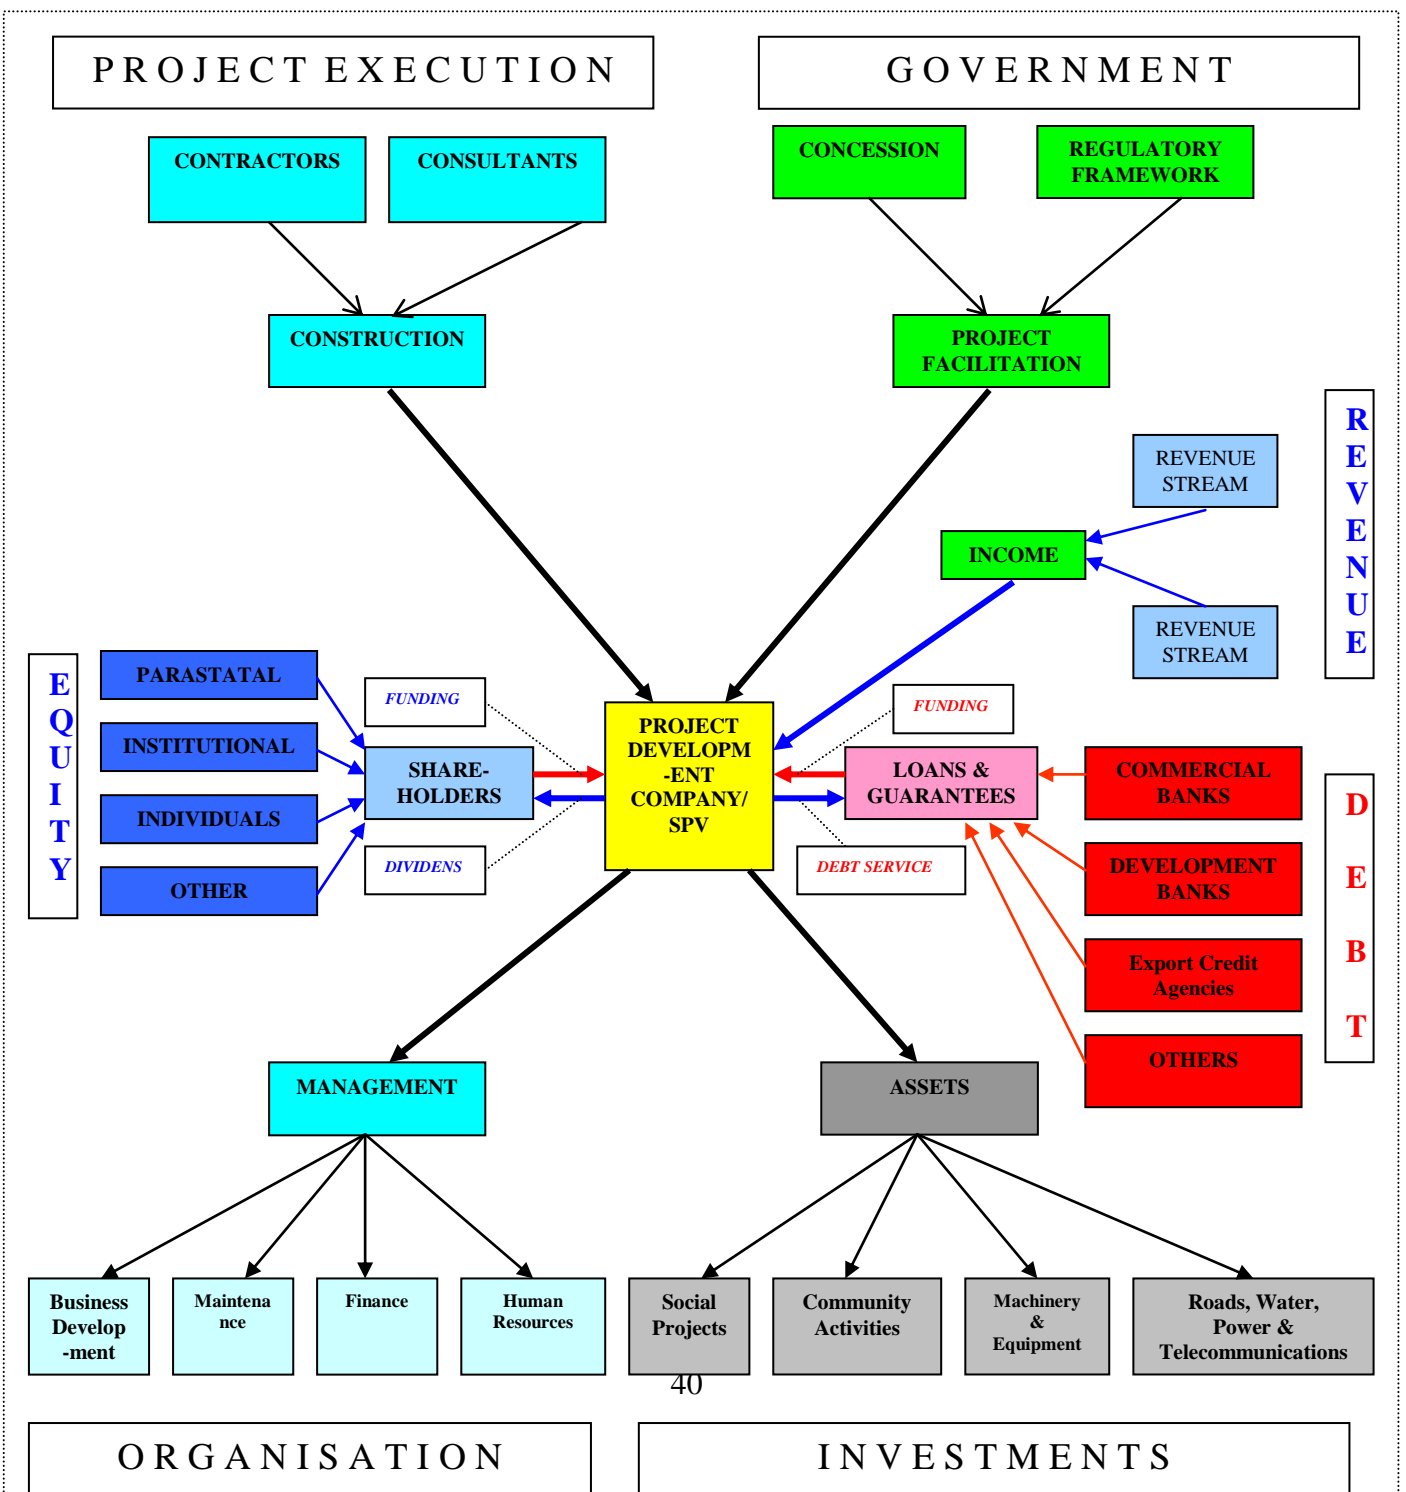 PROJECT EXECUTION
GOVERNMENT
CONTRACTORS
CONSULTANTS
CONCESSION
REGULATORY
FRAMEWORK
CONSTRUCTION
PROJECT
FACILITATION
REVENUE
REVENUE
STREAM
INCOME
REVENUE
STREAM
EQUITY
PARASTATAL
INSTITUTIONAL
INDIVIDUALS
OTHER
FUNDING
SHARE-
HOLDERS
DIVIDENS
PROJECT
DEVELOPM
-ENT
COMPANY/
SPV
FUNDING
LOANS &
GUARANTEES
DEBT SERVICE
COMMERCIAL
BANKS
DEVELOPMENT
BANKS
Export Credit
Agencies
OTHERS
DEBT
MANAGEMENT
ASSETS
Business
Develop
-ment
Maintena
nce
Finance
Human
Resources
Social
Projects
Community
Activities
Machinery
&
Equipment
Roads, Water,
Power &
Telecommunications
40
ORGANISATION
INVESTMENTS